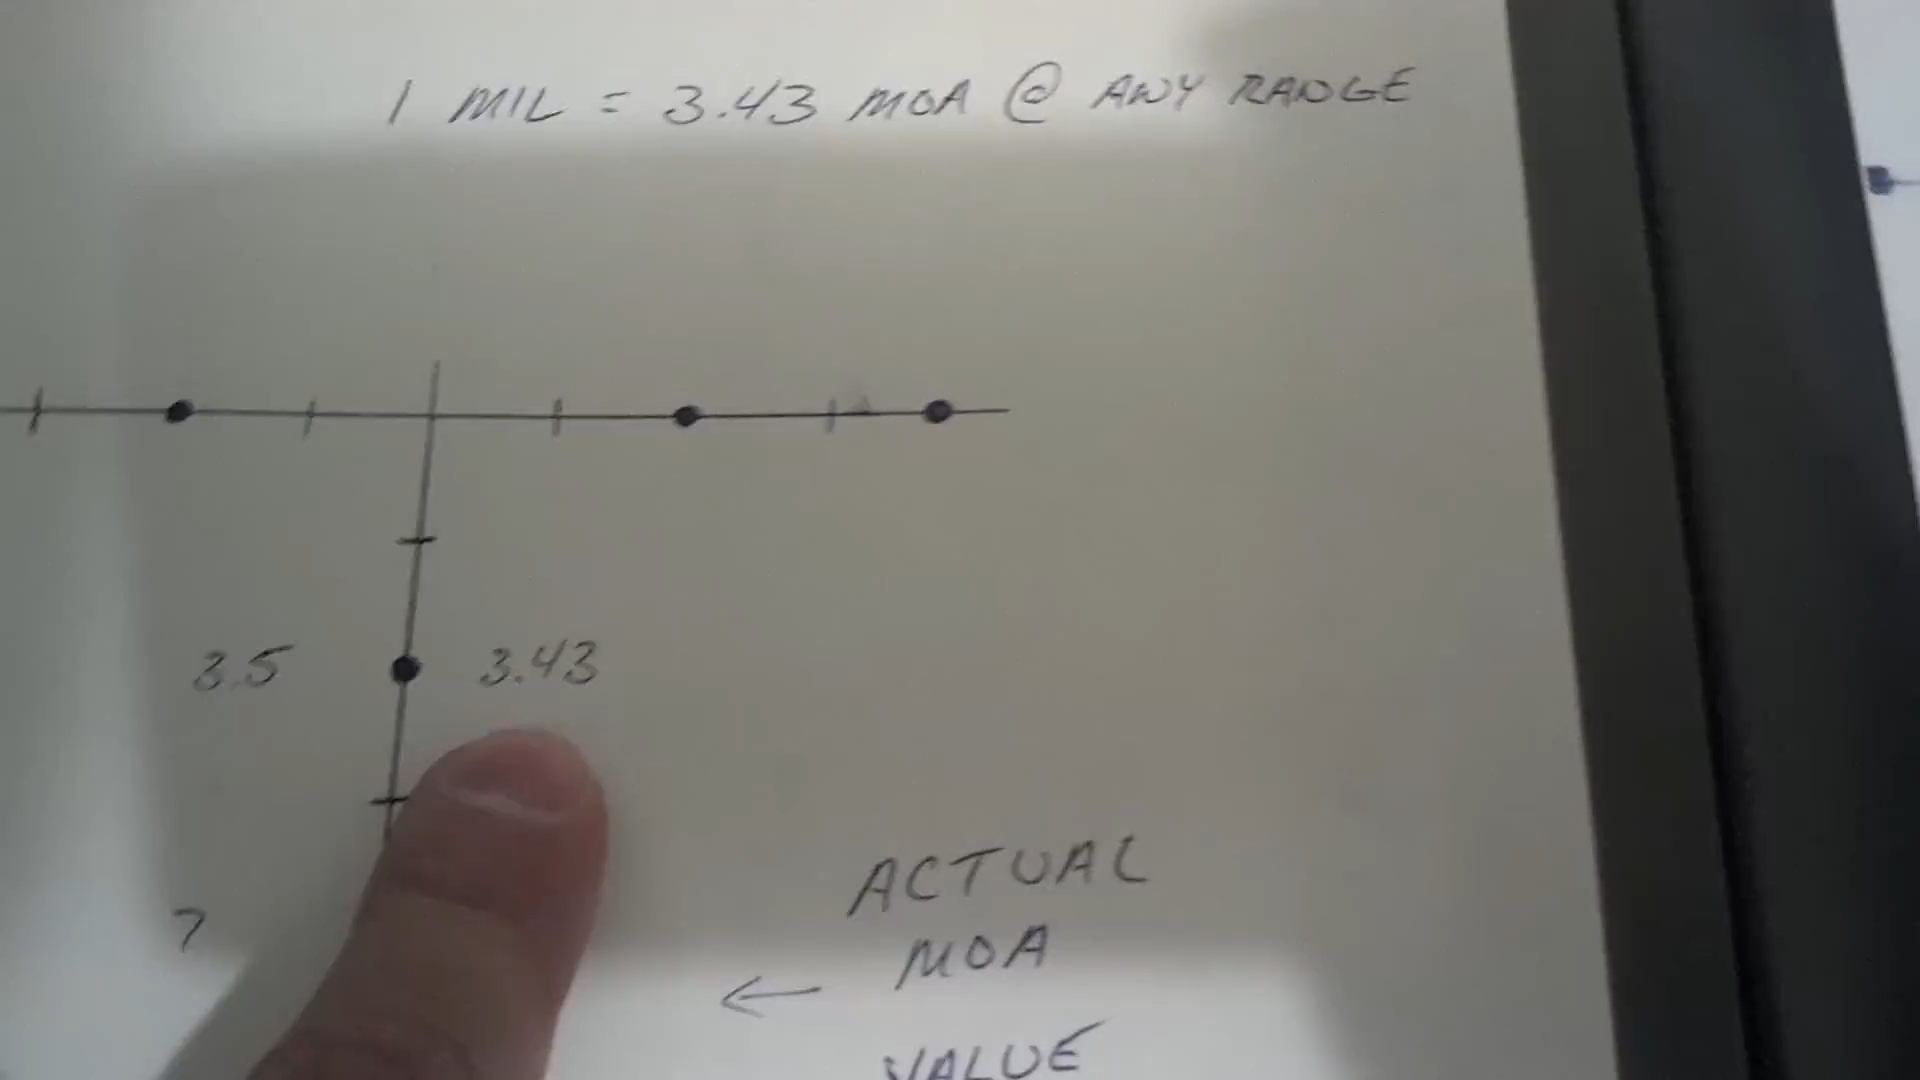 1 MIL = 3.43 MOA @ ANY RANGE
3.5 3.43
7
ACTUAL
MOA
←
VALUE